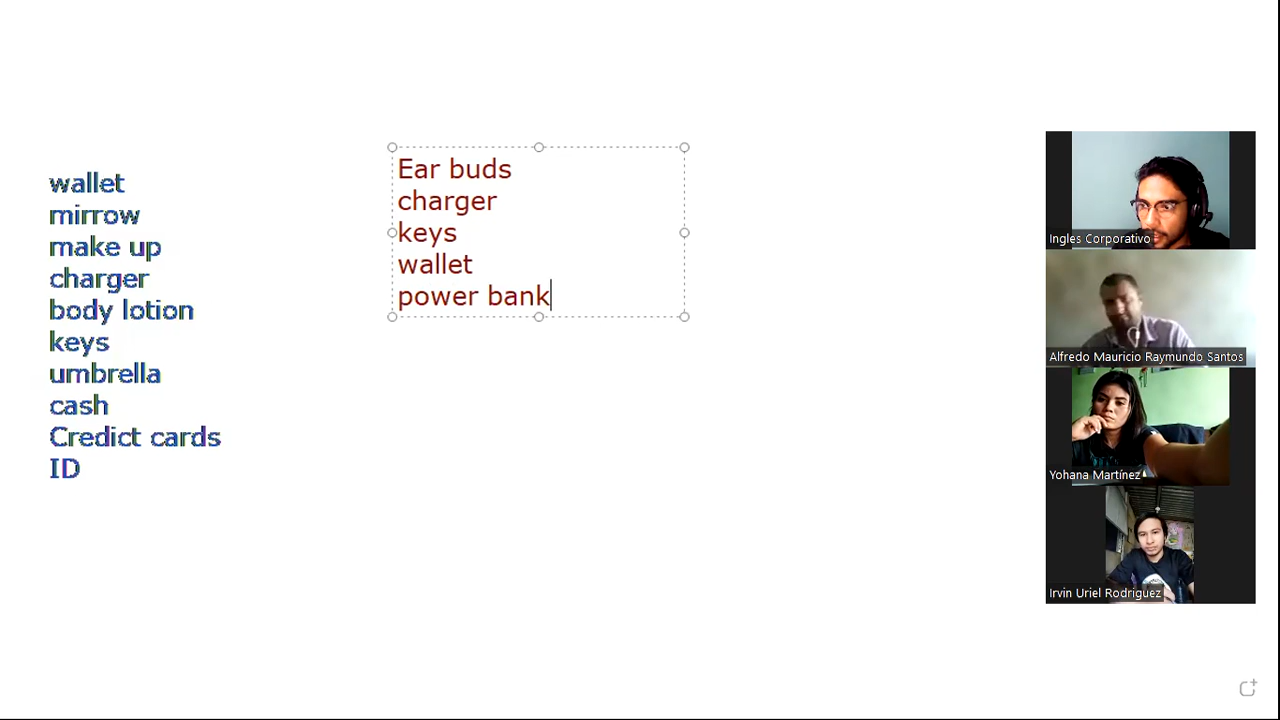 wallet
mirrow
make up
charger
body lotion
keys
umbrella
cash
Credict cards
ID
Ear buds
charger
keys
wallet
power bank
Ingles Corporativo
Alfredo Mauricio Raymundo Santos
Yohana Martínez
Irvin Uriel Rodriguez